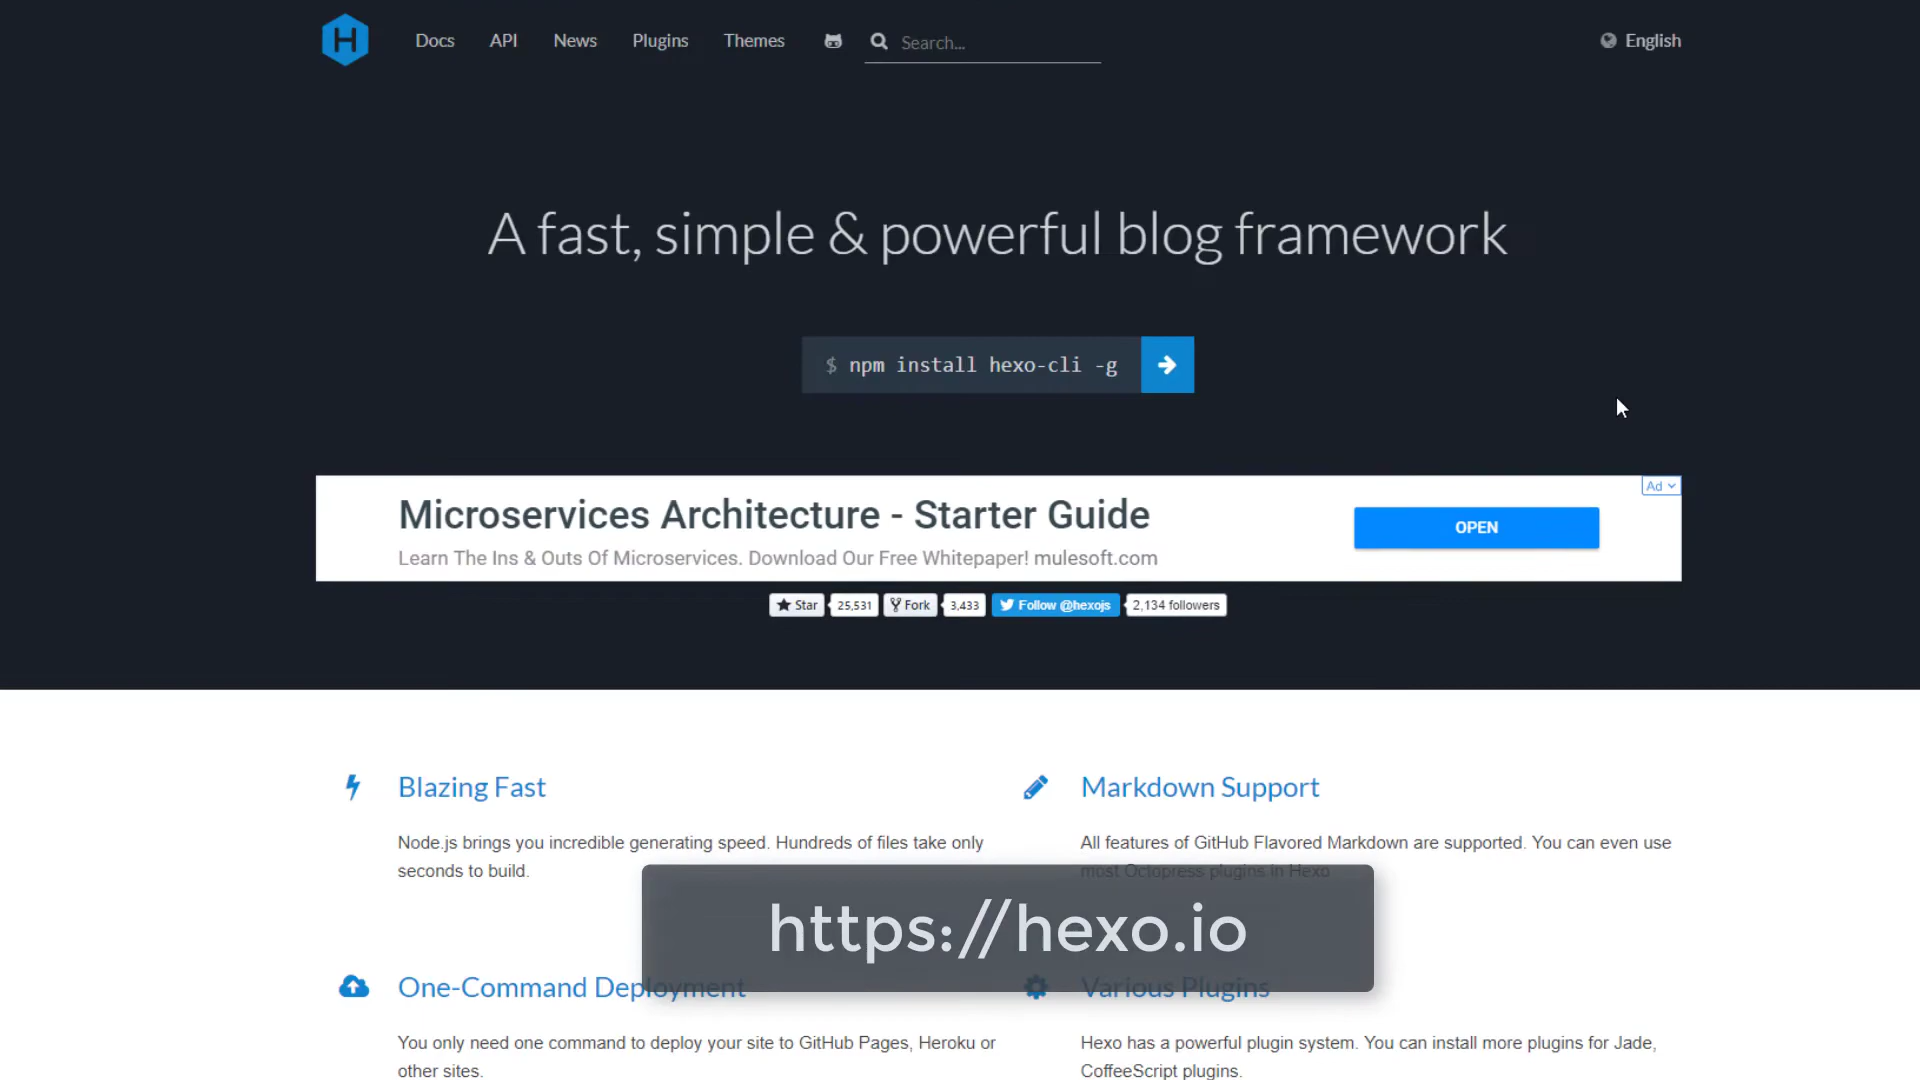 H
Docs API News Plugins Themes Search... English
A fast, simple & powerful blog framework
$ npm install hexo-cli -g
Ad
Microservices Architecture - Starter Guide
OPEN
Learn The Ins & Outs Of Microservices. Download Our Free Whitepaper! mulesoft.com
Star 25,531 Fork 3,433 Follow @hexojs 2,134 followers
Blazing Fast
Node.js brings you incredible generating speed. Hundreds of files take only
seconds to build.
Markdown Support
All features of GitHub Flavored Markdown are supported. You can even use
most Octopress plugins in Hexo
https://hexo.io
One-Command Deployment
You only need one command to deploy your site to GitHub Pages, Heroku or
other sites.
Various Plugins
Hexo has a powerful plugin system. You can install more plugins for Jade,
CoffeeScript plugins.